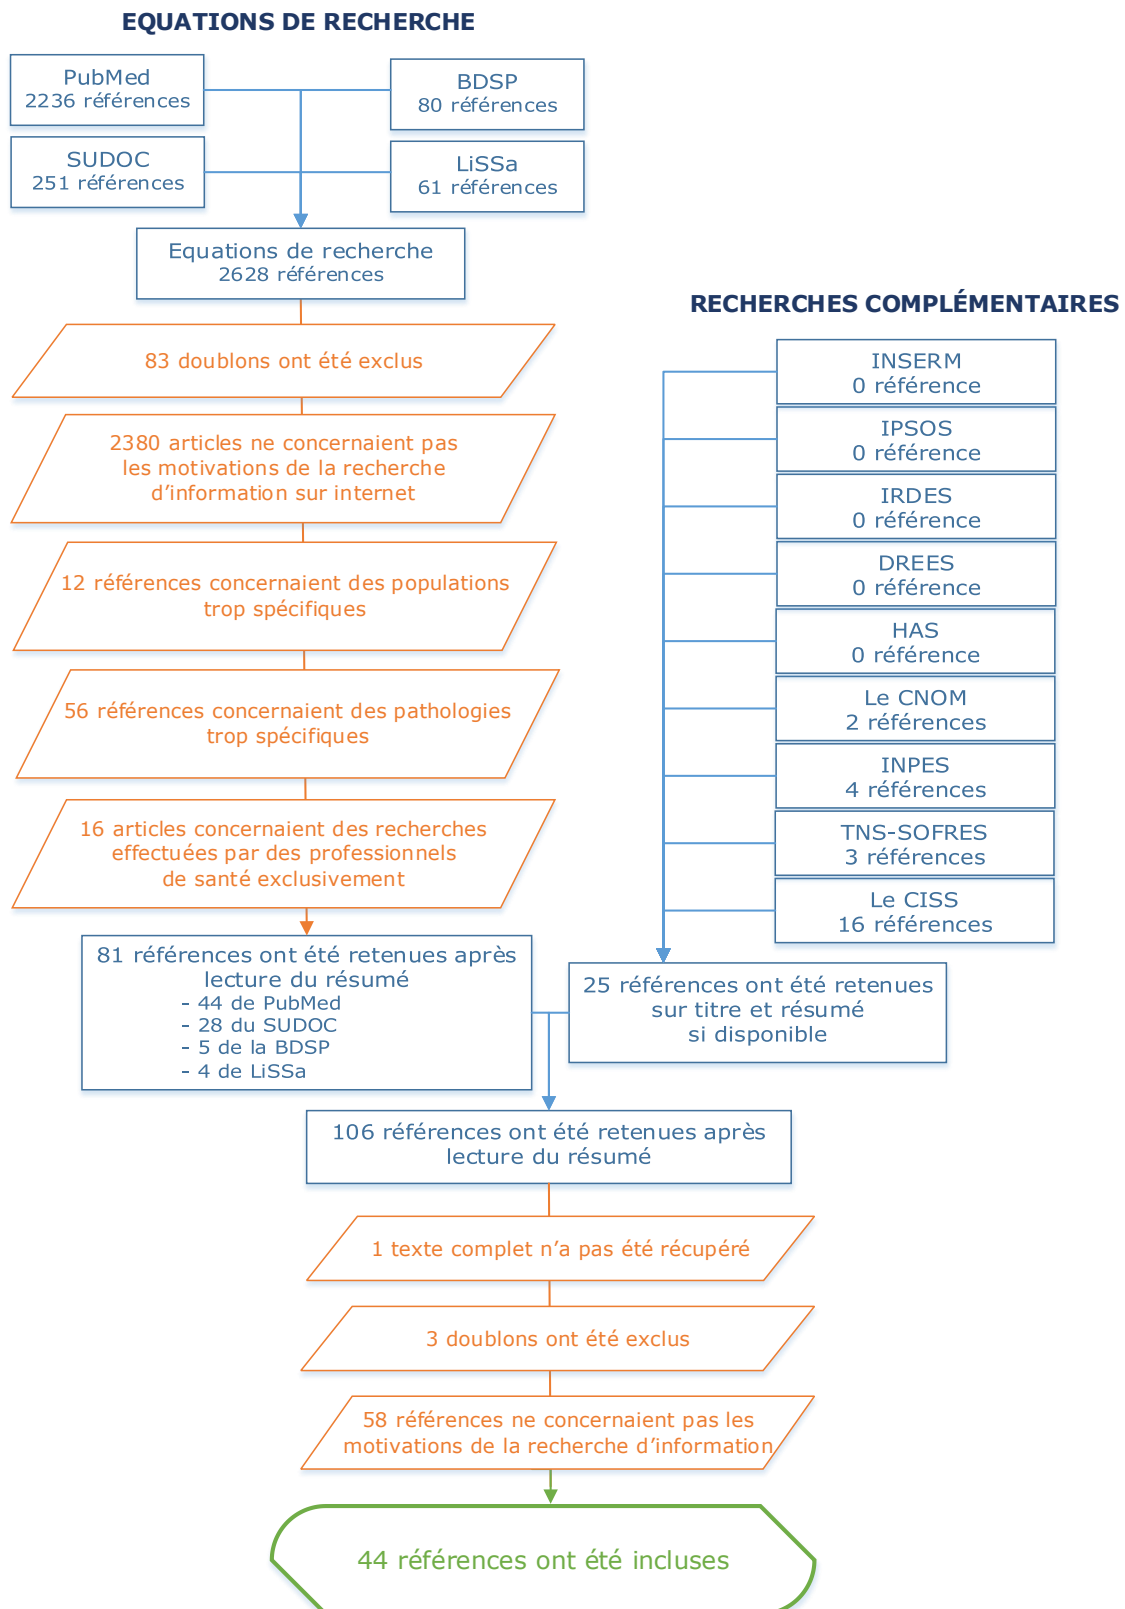 EQUATIONS DE RECHERCHE
PubMed
2236 références
BDSP
80 références
SUDOC
251 références
LiSSa
61 références
Equations de recherche
2628 références
83 doublons ont été exclus
2380 articles ne concernaient pas
les motivations de la recherche
d’information sur internet
12 références concernaient des populations
trop spécifiques
56 références concernaient des pathologies
trop spécifiques
16 articles concernaient des recherches
effectuées par des professionnels
de santé exclusivement
81 références ont été retenues après
lecture du résumé
- 44 de PubMed
- 28 du SUDOC
- 5 de la BDSP
- 4 de LiSSa
RECHERCHES COMPLÉMENTAIRES
INSERM
0 référence
IPSOS
0 référence
IRDES
0 référence
DREES
0 référence
HAS
0 référence
Le CNOM
2 références
INPES
4 références
TNS-SOFRES
3 références
Le CISS
16 références
25 références ont été retenues
sur titre et résumé
si disponible
106 références ont été retenues après
lecture du résumé
1 texte complet n’a pas été récupéré
3 doublons ont été exclus
58 références ne concernaient pas les
motivations de la recherche d’information
44 références ont été incluses